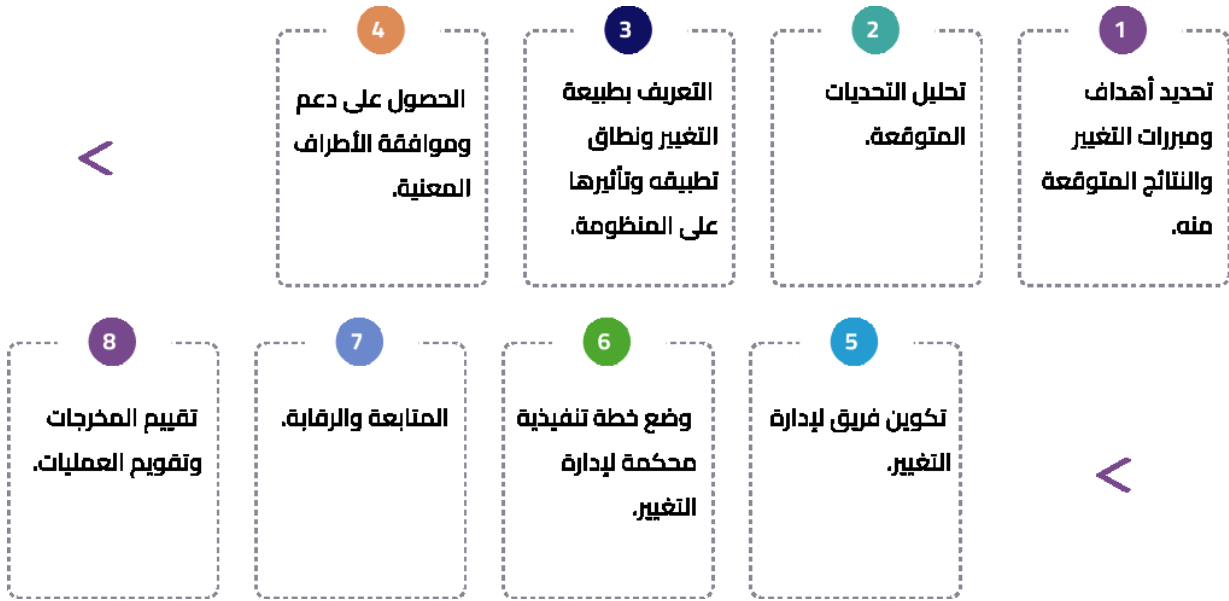 1
تحديد أهداف
ومبررات التغيير
والنتائج المتوقعة
منه.
2
تحليل التحديات
المتوقعة.
3
التعريف بطبيعة
التغيير ونطاق
تطبيقه وتأثيرها
على المنظومة.
4
الحصول على دعم
وموافقة الأطراف
المعنية.
5
تكوين فريق لإدارة
التغيير.
6
وضع خطة تنفيذية
محكمة لإدارة
التغيير.
7
المتابعة والرقابة.
8
تقييم المخرجات
وتقويم العمليات.